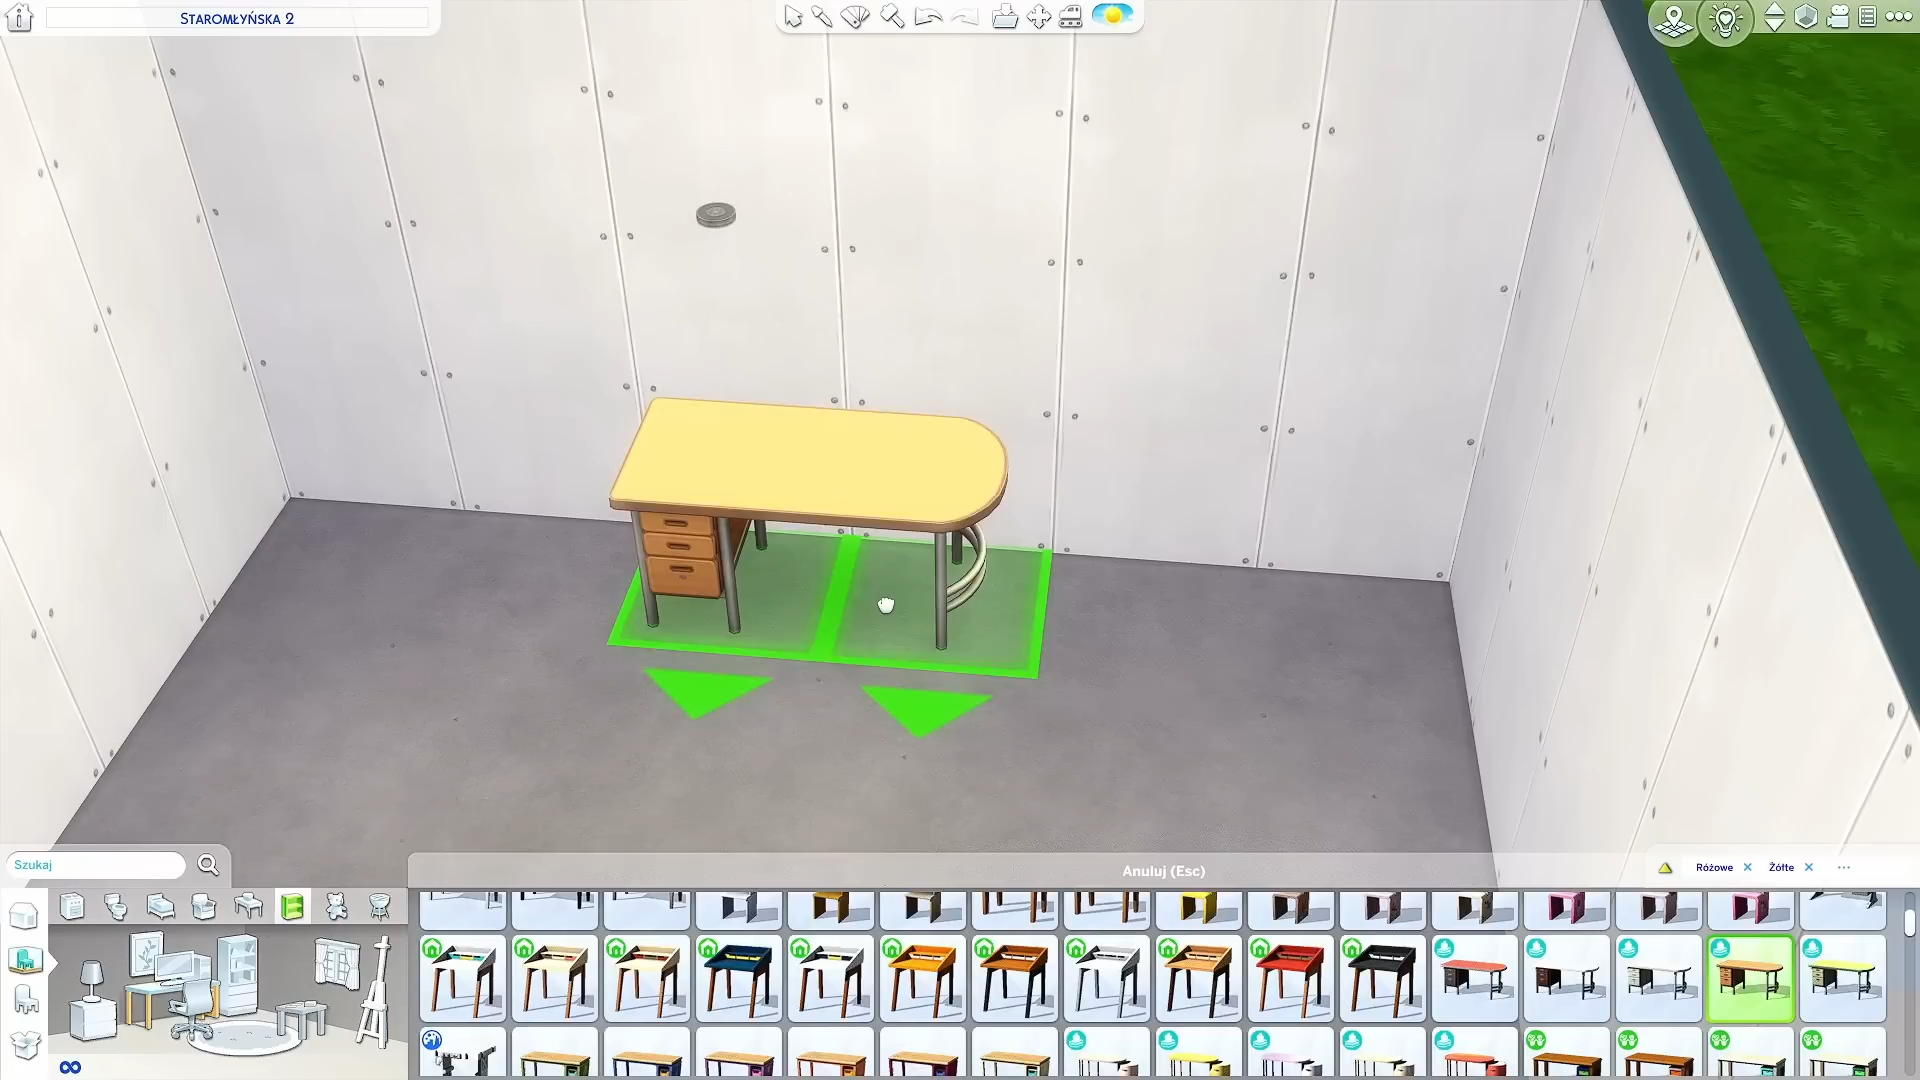 Staromłyńska 2
Szukaj
Anuluj (Esc)
Różowe
Żółte